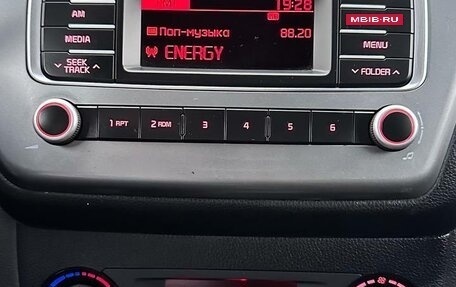 19:28
AM
MBIB.RU
Поп-музыка 88.20
MEDIA
MENU
ENERGY
SEEK TRACK
FOLDER
1 RPT 2 RDM 3 4 5 6